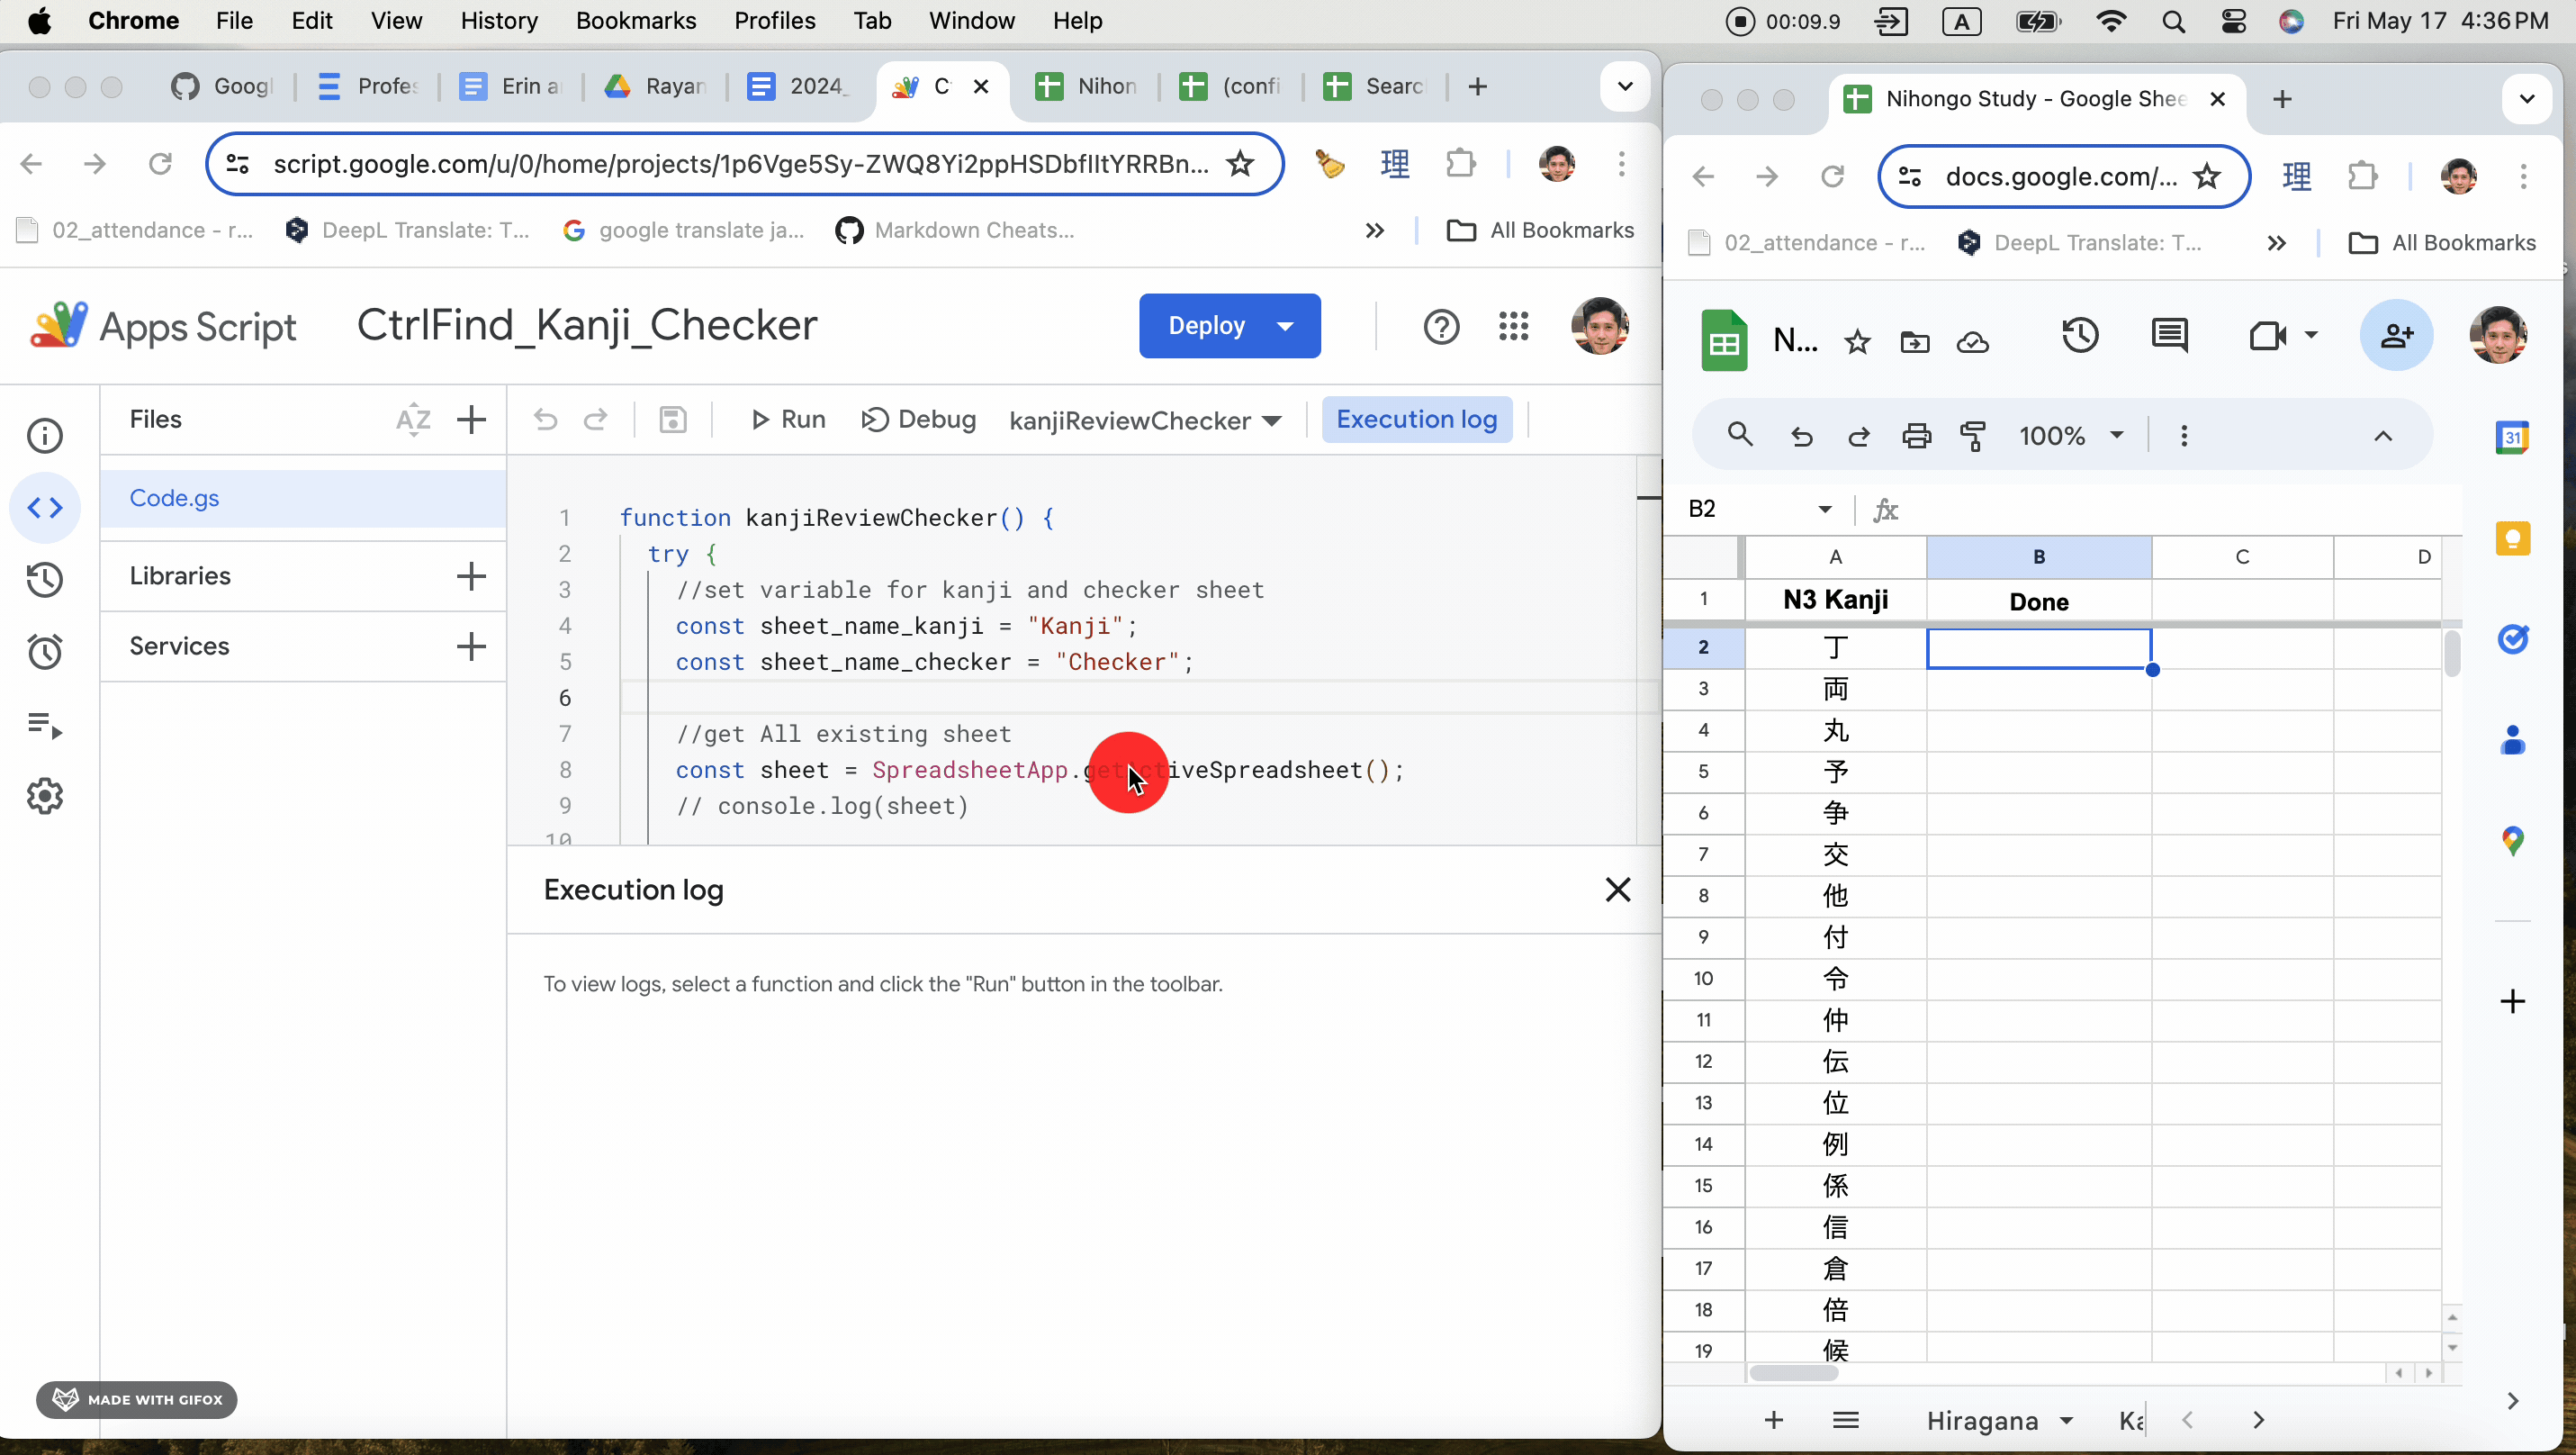 Chrome File Edit View History Bookmarks Profiles Tab Window Help 00:09.9 A Fri May 17 4:36 PM
Googl Profes Erin a Rayan 2024_ C Nihon (confi Searc
script.google.com/u/0/home/projects/1p6Vge5Sy-ZWQ8Yi2ppHSDbfIItYRRBn... 理
02_attendance - r... DeepL Translate: T... google translate ja... Markdown Cheats... » All Bookmarks
Apps Script CtrlFind_Kanji_Checker Deploy
Files AZ Run Debug kanjiReviewChecker Execution log
Code.gs
Libraries
Services
1 function kanjiReviewChecker() {
2 try {
3 //set variable for kanji and checker sheet
4 const sheet_name_kanji = "Kanji";
5 const sheet_name_checker = "Checker";
6
7 //get All existing sheet
8 const sheet = SpreadsheetApp.getActiveSpreadsheet();
9 // console.log(sheet)
10
Execution log
To view logs, select a function and click the "Run" button in the toolbar.
MADE WITH GIFOX
Nihongo Study - Google Shee
docs.google.com/... 理
02_attendance - r... DeepL Translate: T... » All Bookmarks
N...
100%
31
B2 fx
A B C D
1 N3 Kanji Done
2 丁
3 両
4 丸
5 予
6 争
7 交
8 他
9 付
10 令
11 仲
12 伝
13 位
14 例
15 係
16 信
17 倉
18 倍
19 候
Hiragana Ka